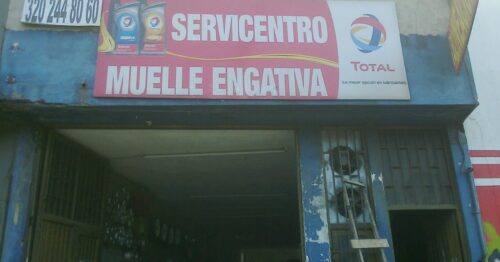 320 244 80 60
SERVICENTRO
MUELLE ENGATIVA
TOTAL